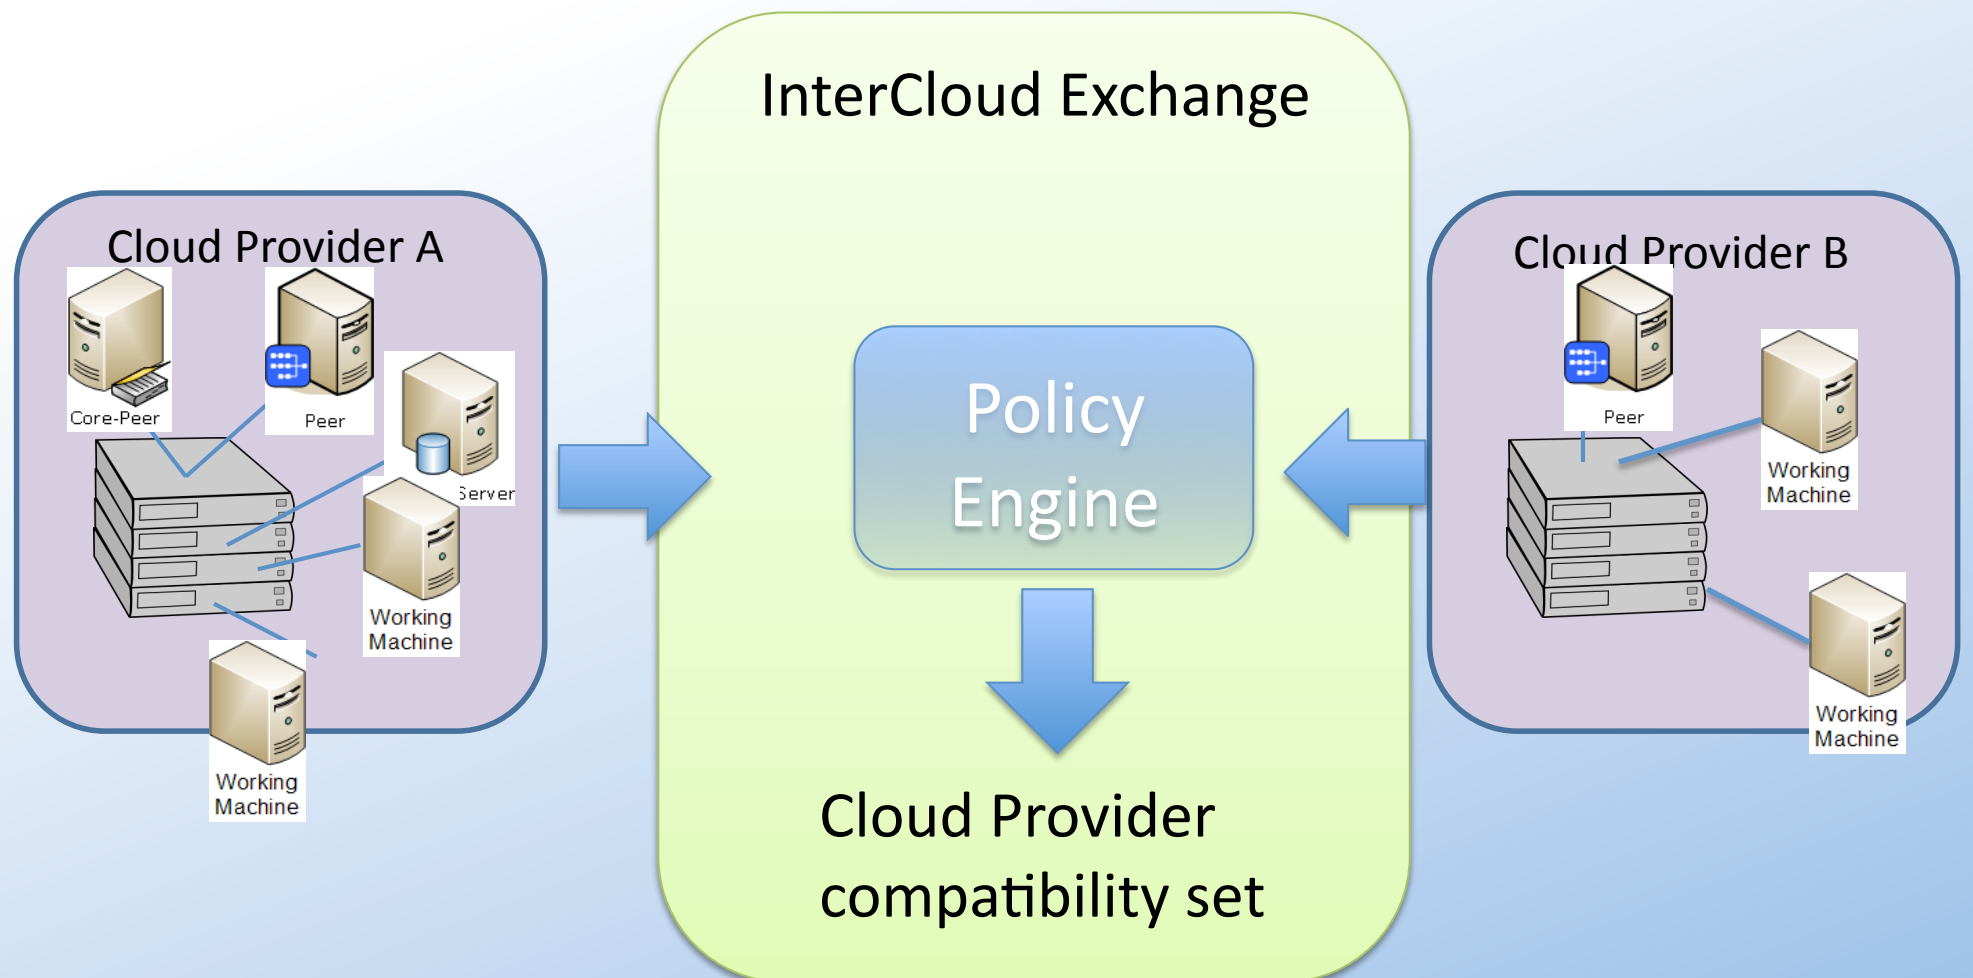 InterCloud Exchange
Cloud Provider A
Core-Peer
Peer
Server
Working
Machine
Working
Machine
Policy
Engine
Cloud Provider
compatibility set
Cloud Provider B
Peer
Working
Machine
Working
Machine